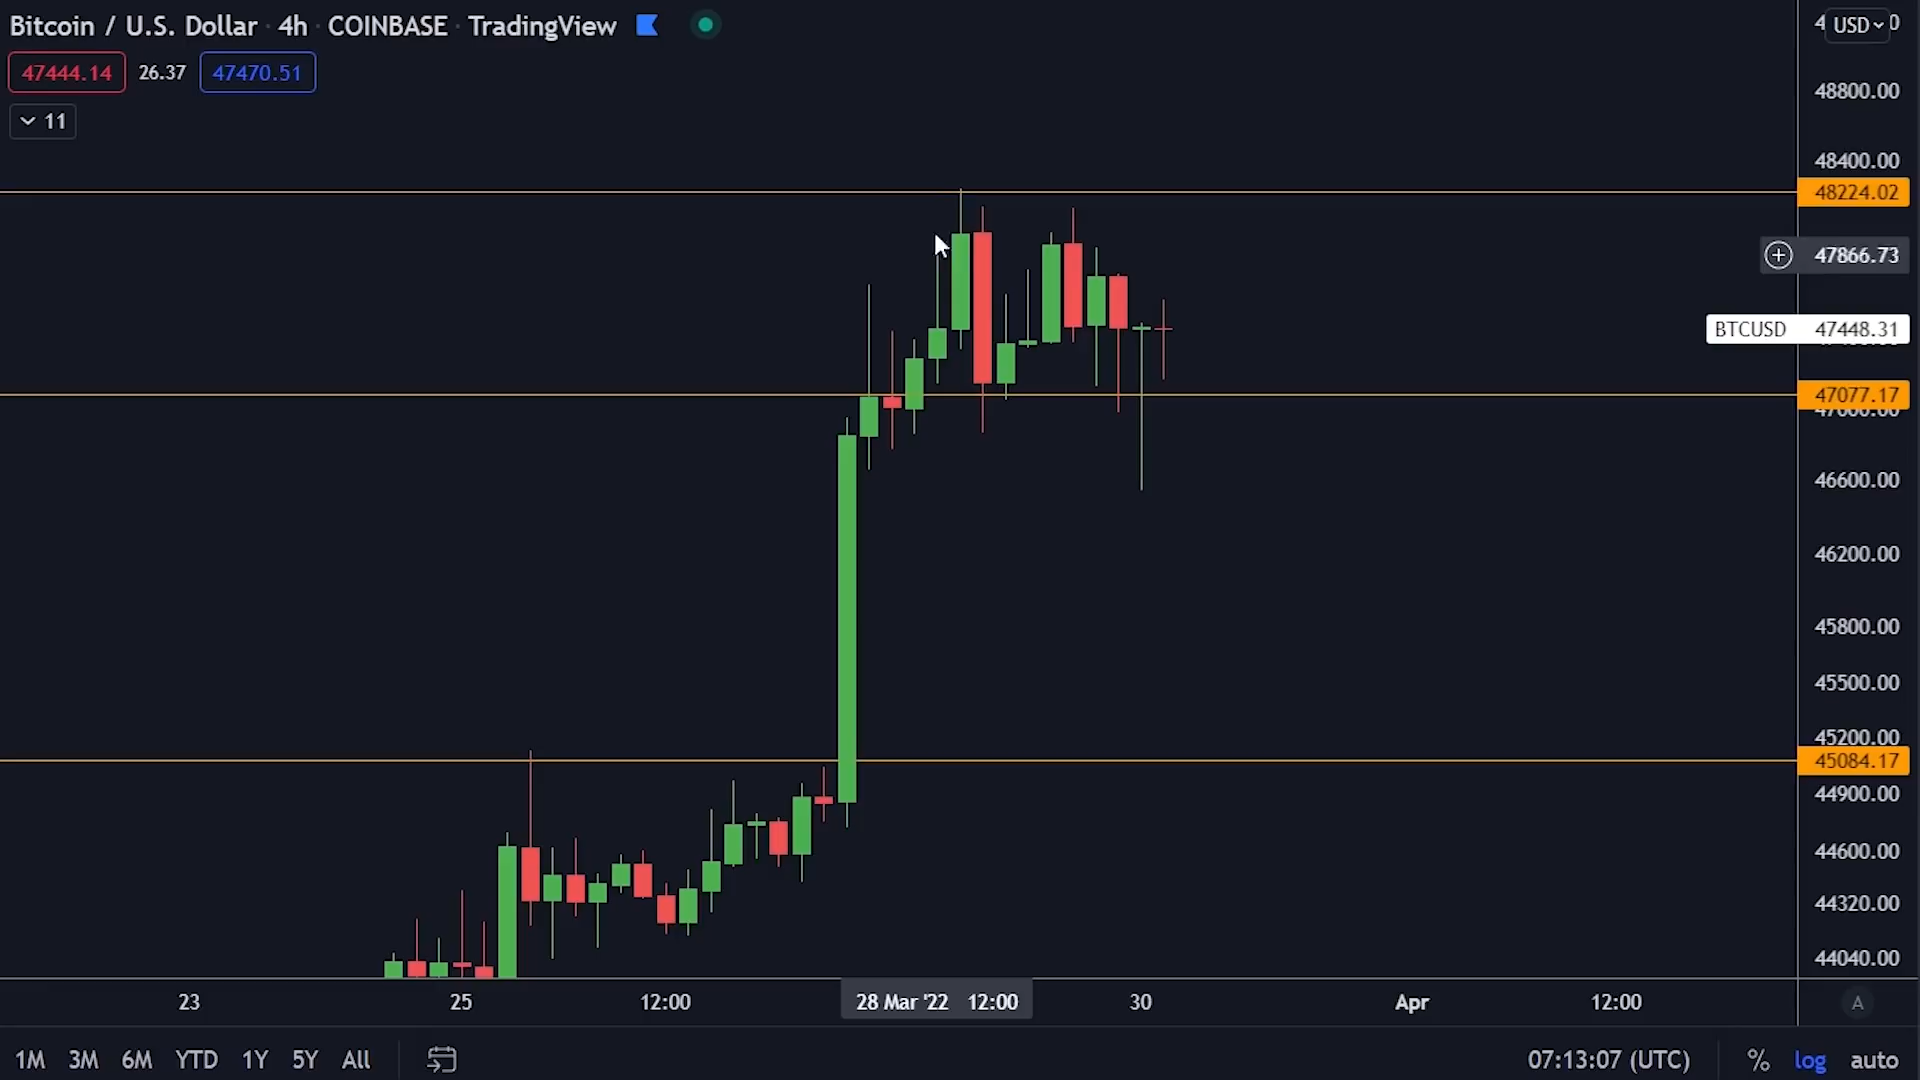 Bitcoin / U.S. Dollar · 4h · COINBASE · TradingView
47444.14 26.37 47470.51
11
USD
48800.00
48400.00
48224.02
47866.73
BTCUSD 47448.31
47077.17
46600.00
46200.00
45800.00
45500.00
45200.00
45084.17
44900.00
44600.00
44320.00
44040.00
23 25 12:00 28 Mar '22 12:00 30 Apr 12:00 A
1M 3M 6M YTD 1Y 5Y All 07:13:07 (UTC) % log auto